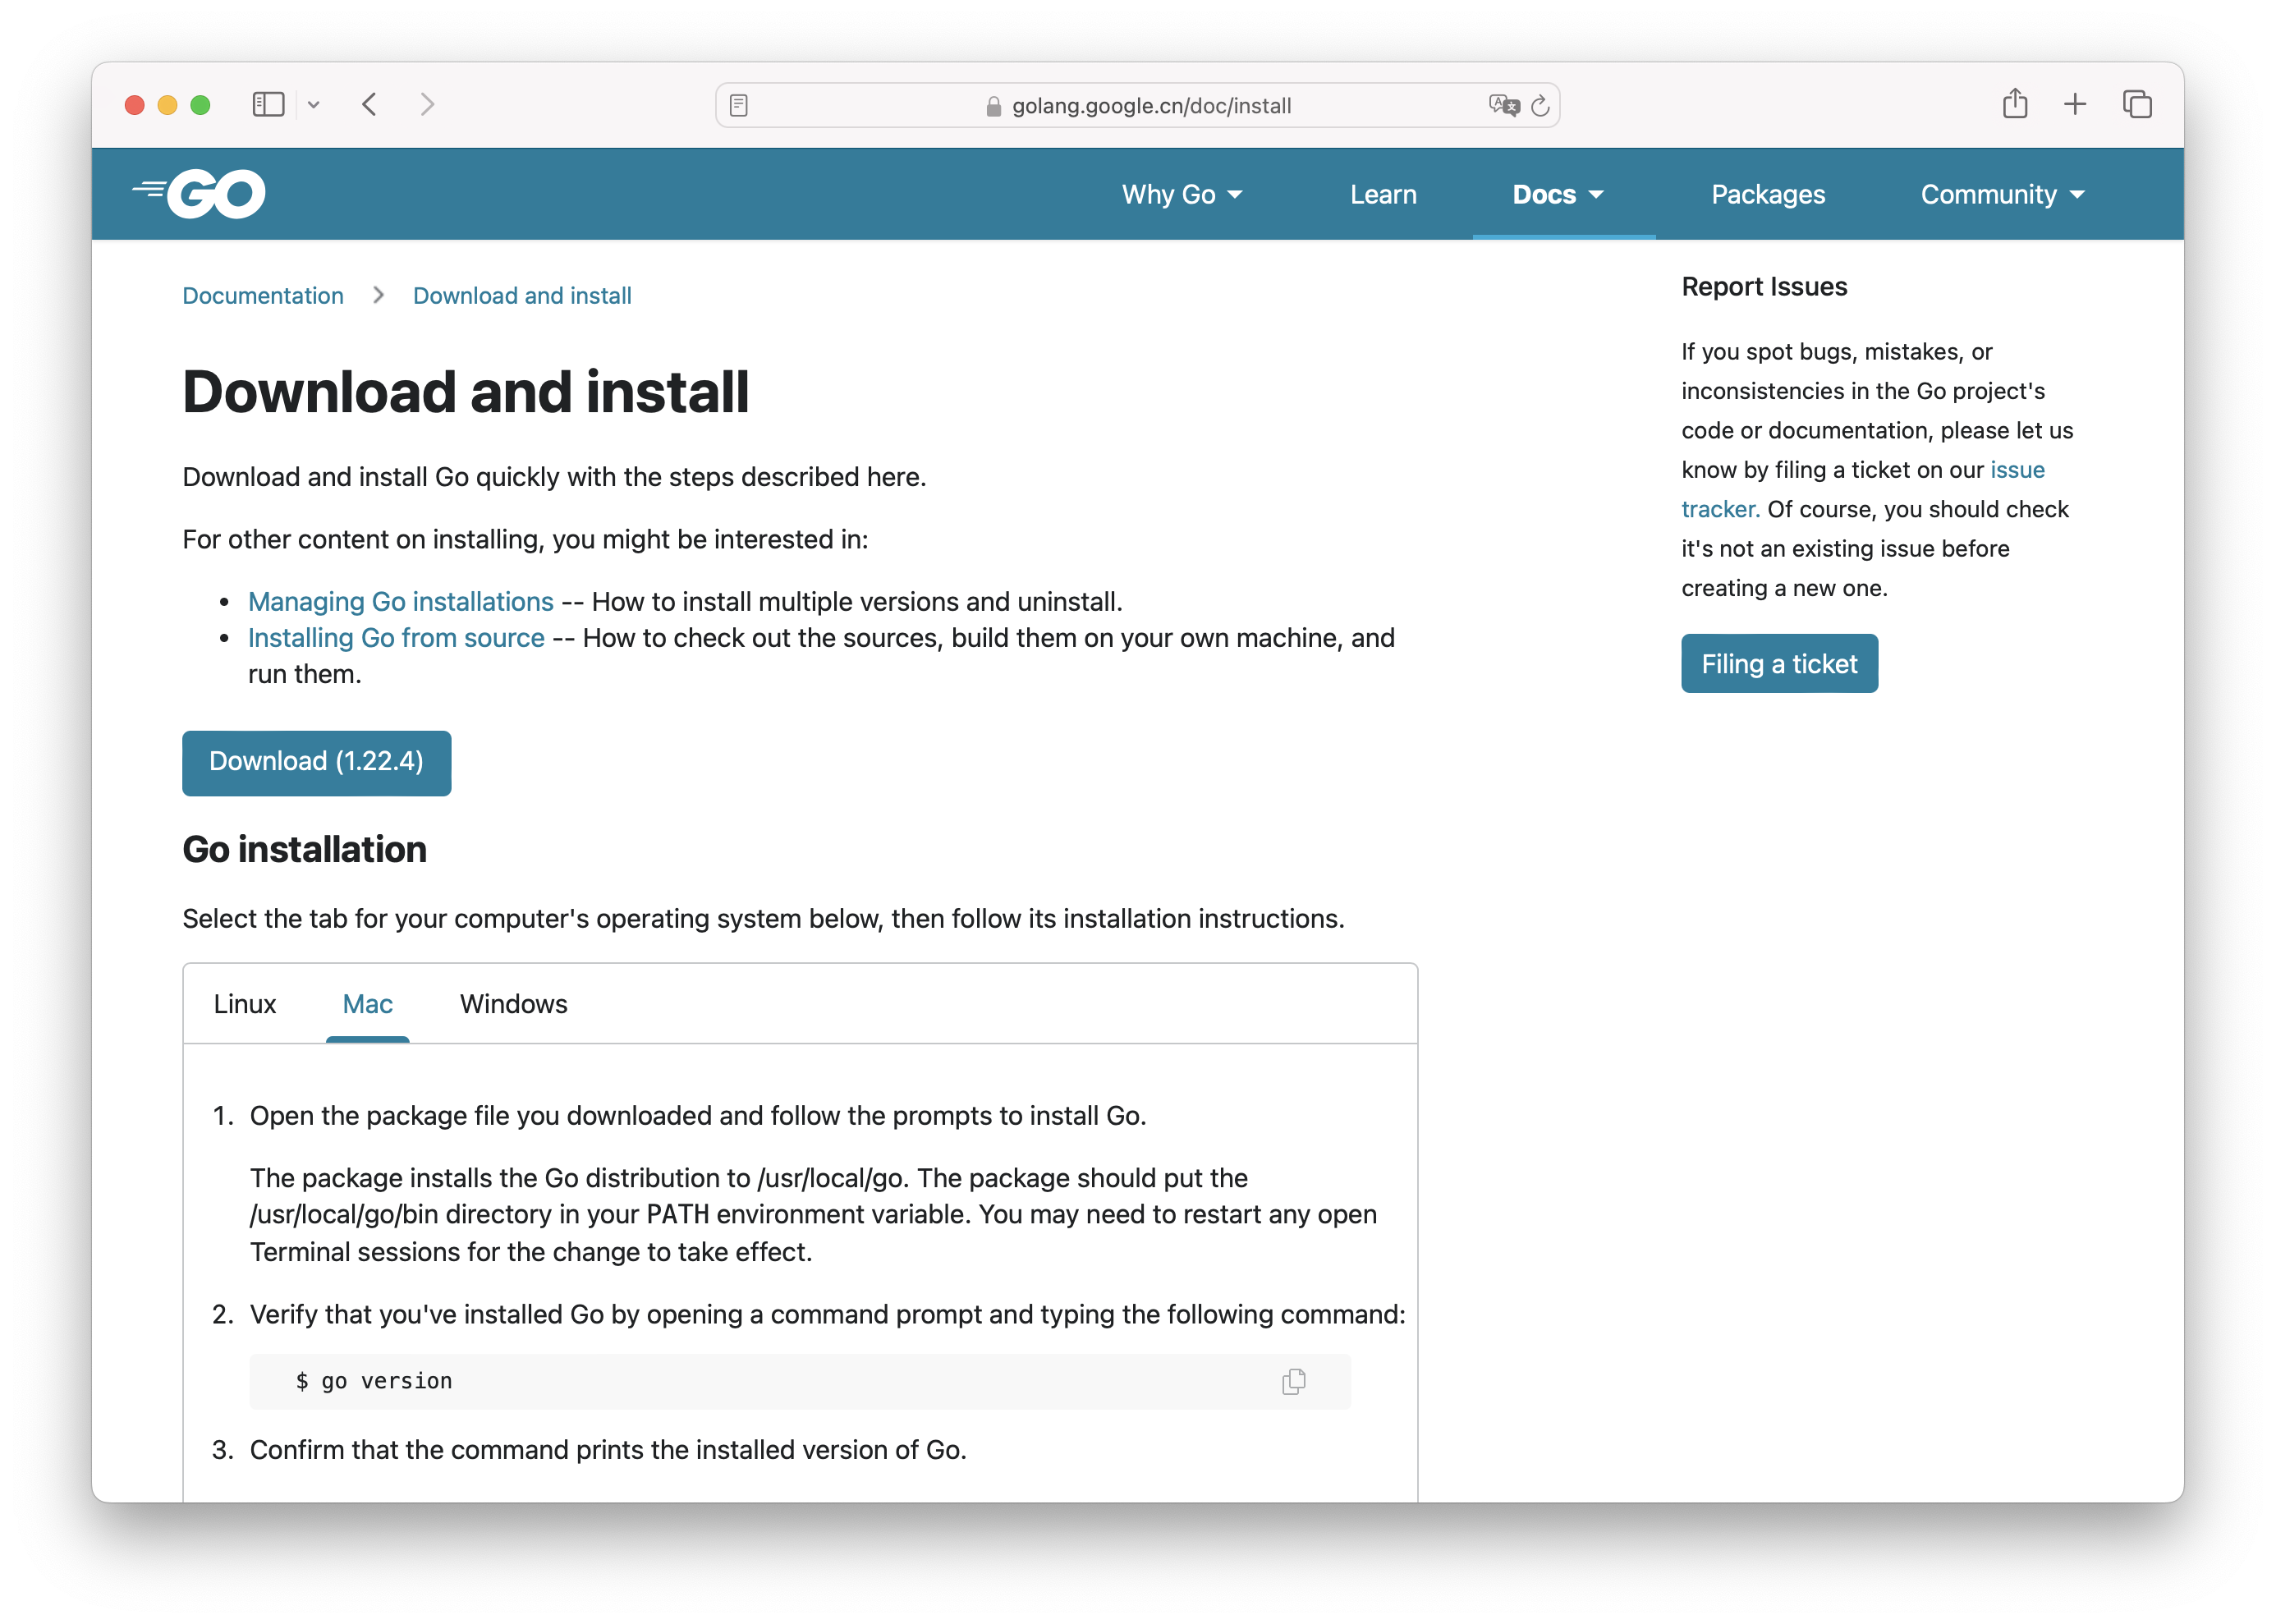 golang.google.cn/doc/install
GO
Why Go
Learn
Docs
Packages
Community
Documentation
Download and install
Download and install
Download and install Go quickly with the steps described here.
For other content on installing, you might be interested in:
• Managing Go installations -- How to install multiple versions and uninstall.
• Installing Go from source -- How to check out the sources, build them on your own machine, and
run them.
Download (1.22.4)
Go installation
Select the tab for your computer's operating system below, then follow its installation instructions.
Linux
Mac
Windows
1. Open the package file you downloaded and follow the prompts to install Go.
The package installs the Go distribution to /usr/local/go. The package should put the
/usr/local/go/bin directory in your PATH environment variable. You may need to restart any open
Terminal sessions for the change to take effect.
2. Verify that you've installed Go by opening a command prompt and typing the following command:
$ go version
3. Confirm that the command prints the installed version of Go.
Report Issues
If you spot bugs, mistakes, or
inconsistencies in the Go project's
code or documentation, please let us
know by filing a ticket on our issue
tracker. Of course, you should check
it's not an existing issue before
creating a new one.
Filing a ticket